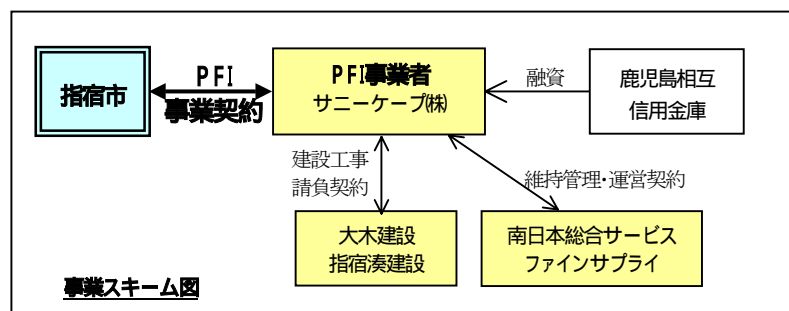 指宿市
PFI
事業契約
PFI事業者
サニーケープ㈱
融資
鹿児島相互
信用金庫
建設工事
請負契約
維持管理・運営契約
大木建設
指宿湊建設
南日本総合サービス
ファインサプライ
事業スキーム図